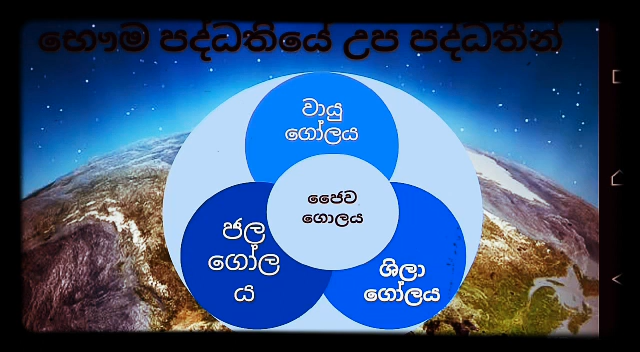 භෞම පද්ධතියේ උප පද්ධතීන්
වායු
ගෝලය
ජෛව
ගොලය
ජල
ගෝල
ය
ශිලා
ගෝලය